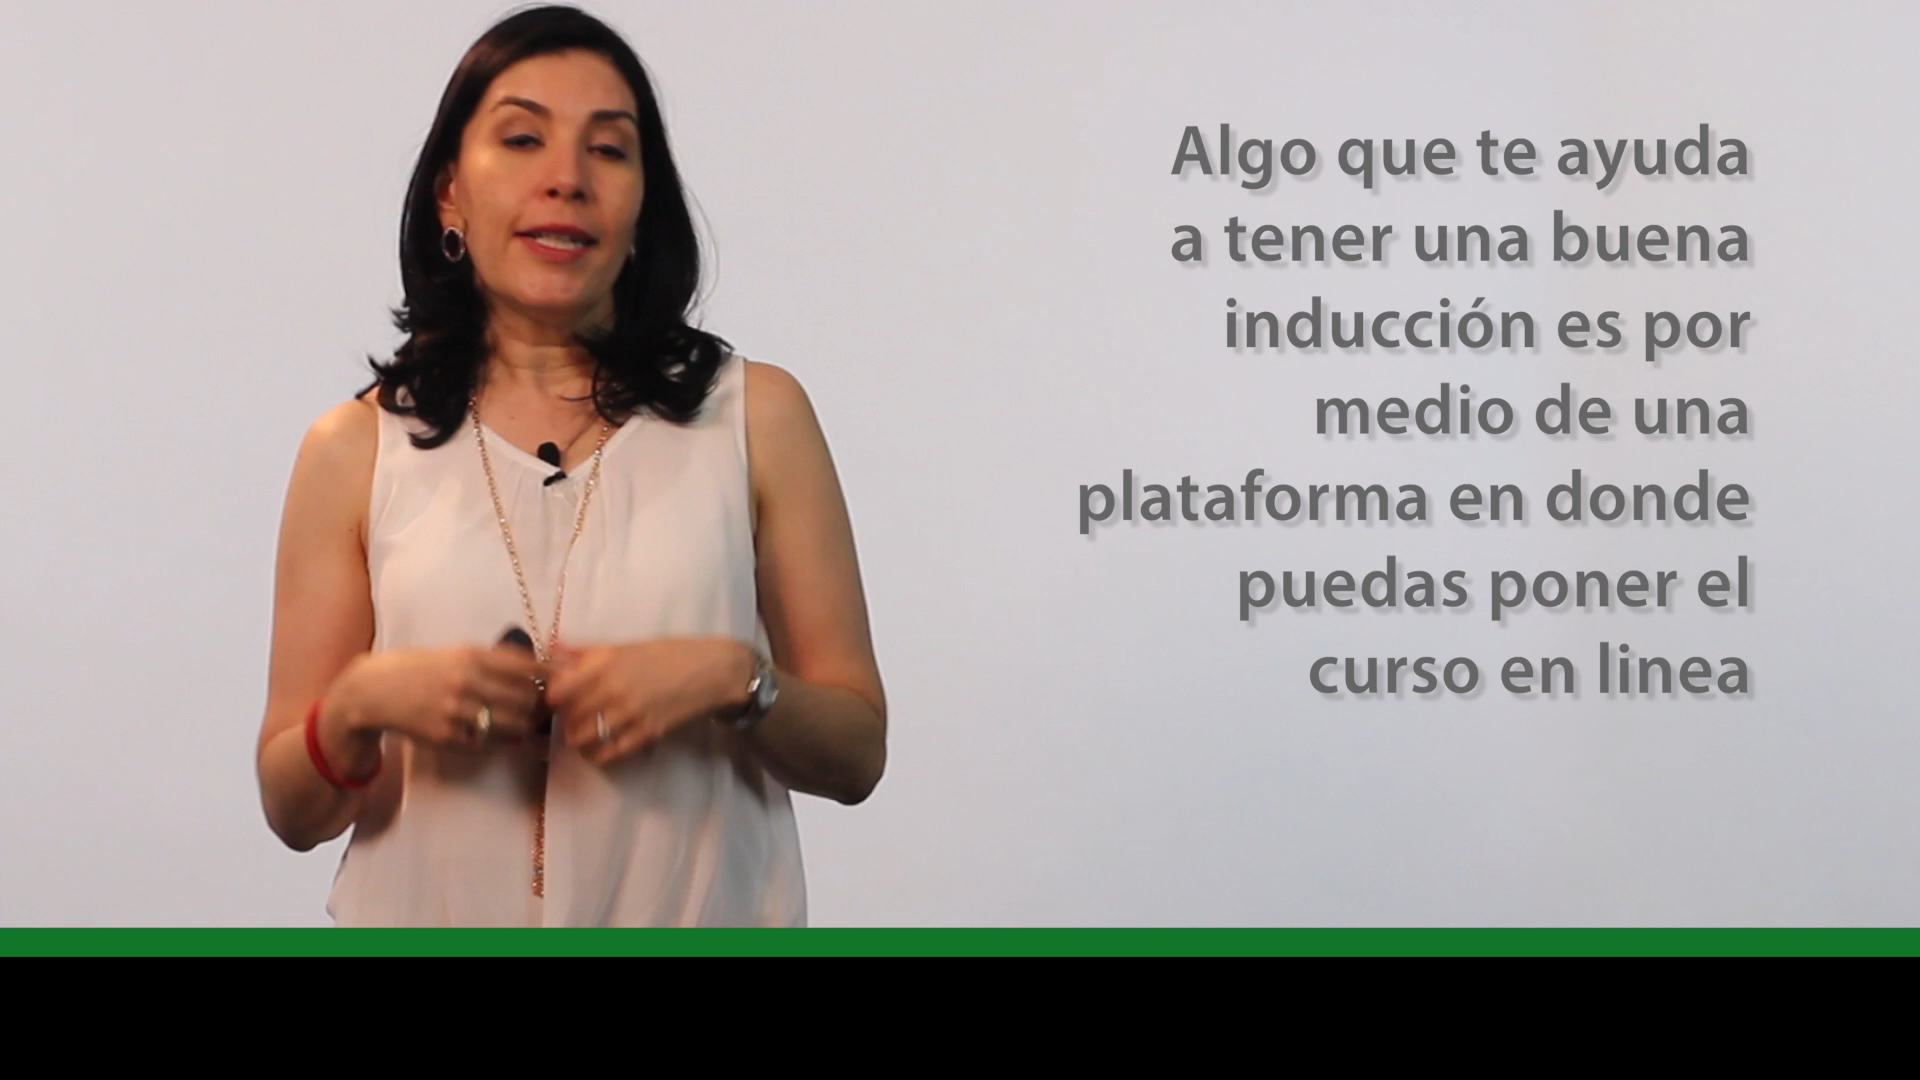 Algo que te ayuda
a tener una buena
inducción es por
medio de una
plataforma en donde
puedas poner el
curso en linea